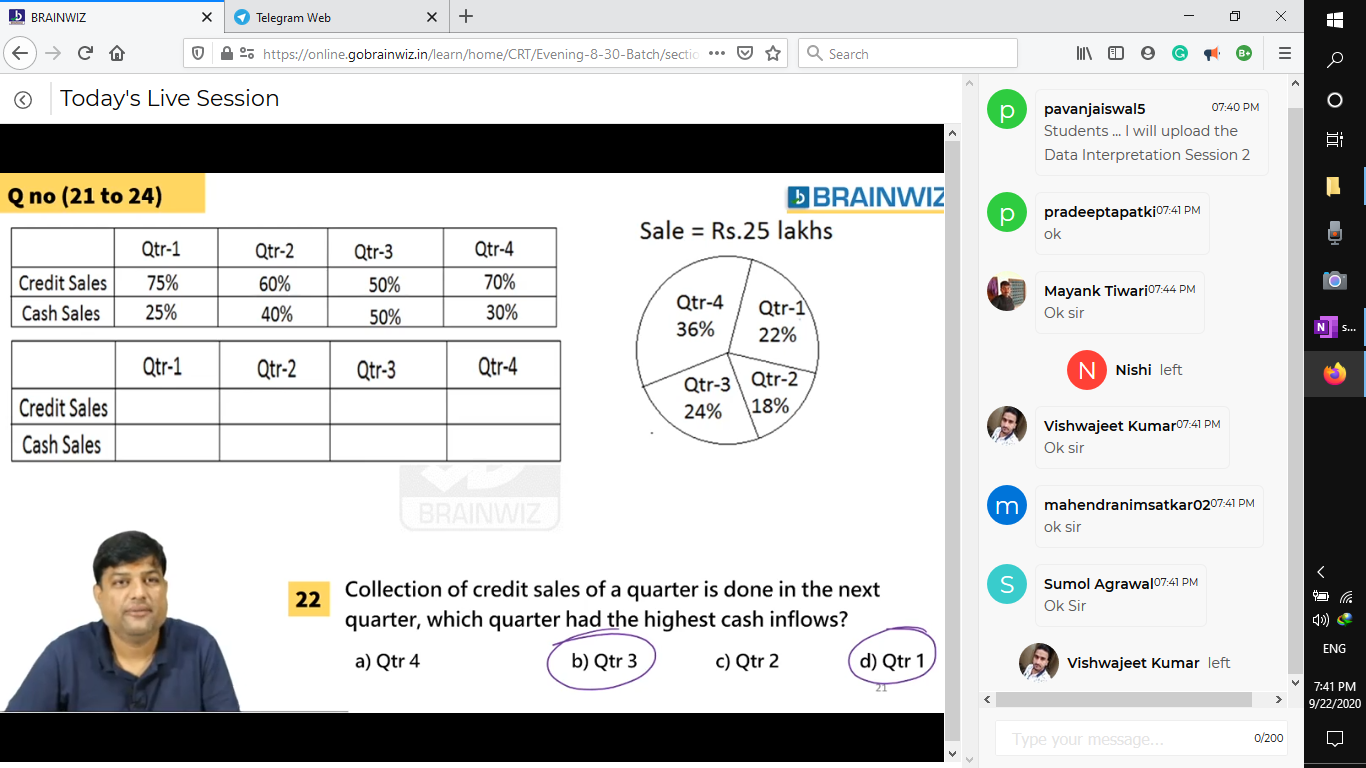 BRAINWIZ
Telegram Web
https://online.gobrainwiz.in/learn/home/CRT/Evening-8-30-Batch/sectio
Search
Today's Live Session
Q no (21 to 24)
BRAINWIZ
Sale = Rs.25 lakhs
Qtr-1 Qtr-2 Qtr-3 Qtr-4
Credit Sales 75% 60% 50% 70%
Cash Sales 25% 40% 50% 30%
Qtr-1 Qtr-2 Qtr-3 Qtr-4
Credit Sales
Cash Sales
Qtr-4
36%
Qtr-1
22%
Qtr-3
24%
Qtr-2
18%
BRAINWIZ
22 Collection of credit sales of a quarter is done in the next
quarter, which quarter had the highest cash inflows?
a) Qtr 4 b) Qtr 3 c) Qtr 2 d) Qtr 1
21
p pavanjaiswal5 07:40 PM
Students ... I will upload the
Data Interpretation Session 2
p pradeeptapatki 07:41 PM
ok
Mayank Tiwari 07:44 PM
Ok sir
N Nishi left
Vishwajeet Kumar 07:41 PM
Ok sir
m mahendranimsatkar02 07:41 PM
ok sir
S Sumol Agrawal 07:41 PM
Ok Sir
Vishwajeet Kumar left
Type your message... 0/200
B+
N s...
ENG
7:41 PM
9/22/2020